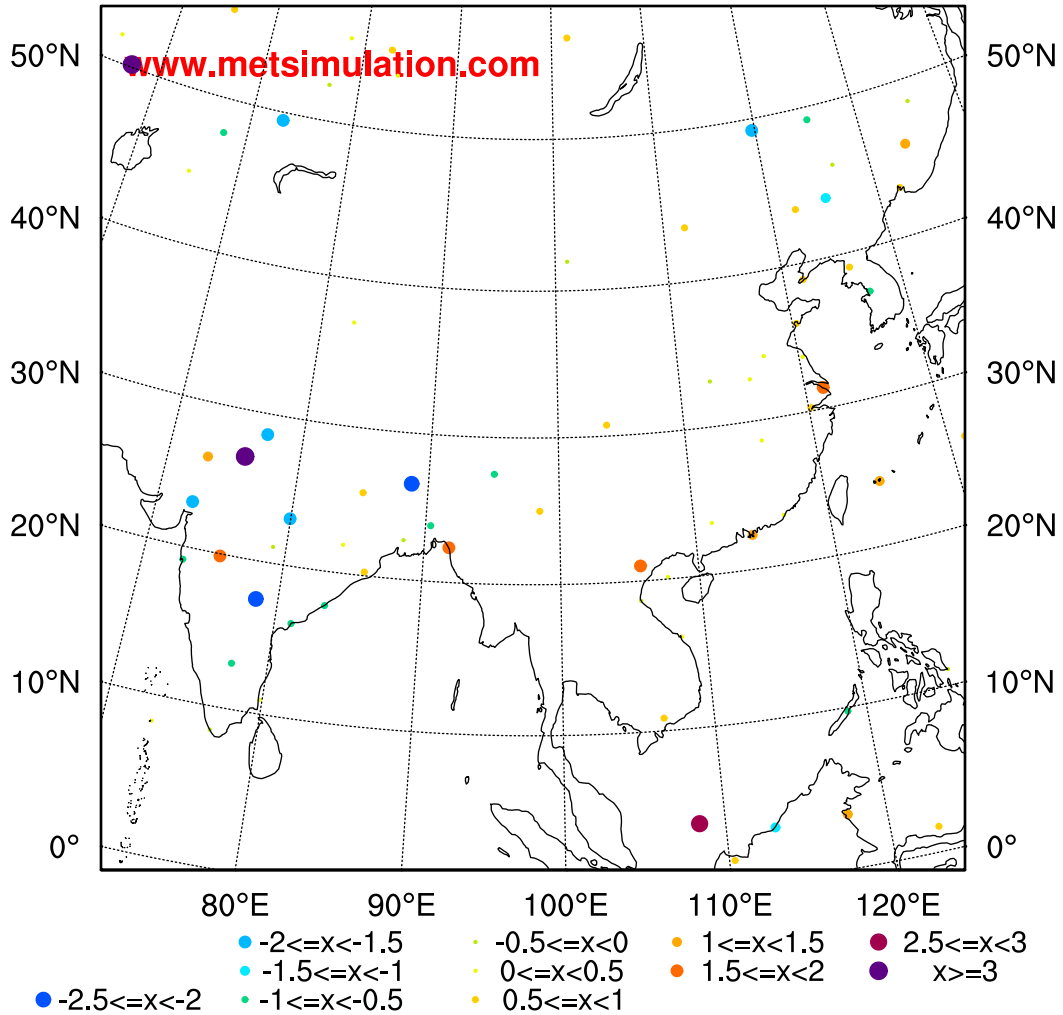 www.metsimulation.com
50°N 50°N
40°N 40°N
30°N 30°N
20°N 20°N
10°N 10°N
0° 0°
80°E 90°E 100°E 110°E 120°E
-2<=x<-1.5 -0.5<=x<0 1<=x<1.5 2.5<=x<3
-1.5<=x<-1 0<=x<0.5 1.5<=x<2 x>=3
-2.5<=x<-2 -1<=x<-0.5 0.5<=x<1